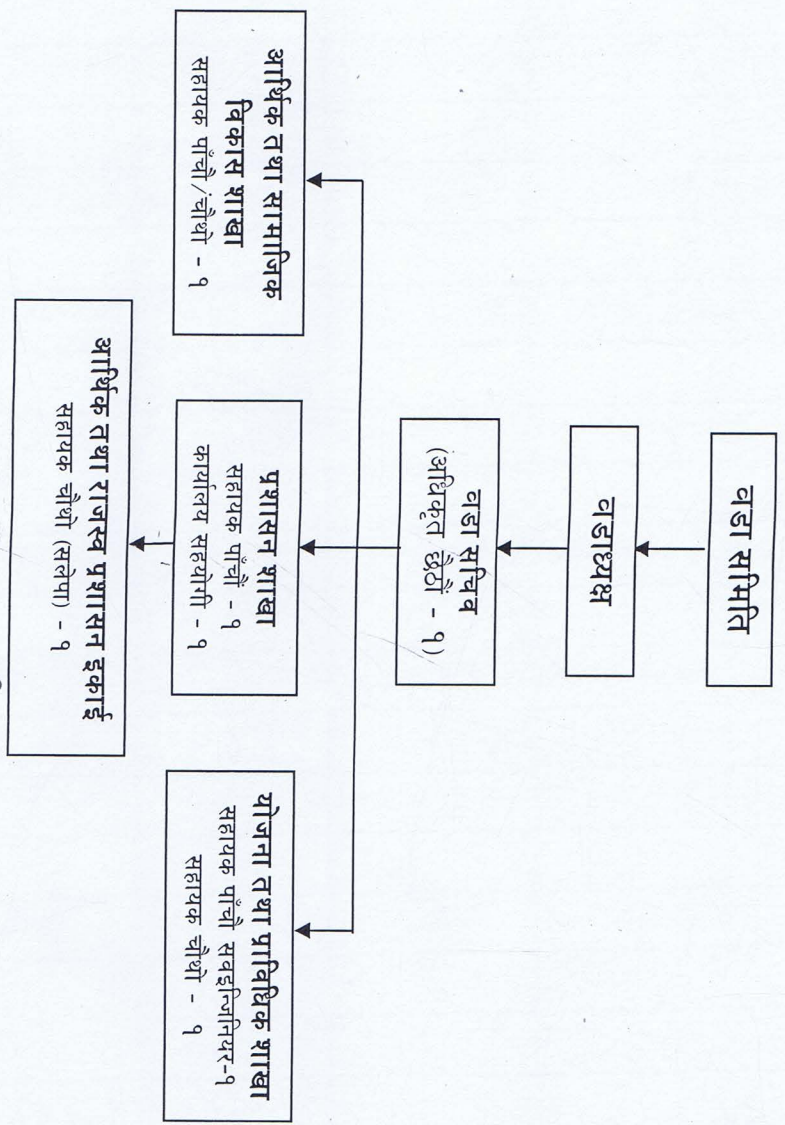 वडा समिति
वडाध्यक्ष
वडा सचिव
(अधिकृत छैठौं - १)
आर्थिक तथा सामाजिक
विकास शाखा
सहायक पांचौ/चौथो - १
प्रशासन शाखा
सहायक पांचौं - १
कार्यालय सहयोगी - १
योजना तथा प्राविधिक शाखा
सहायक पांचौ सवइन्जिनियर-१
सहायक चौथो - १
आर्थिक तथा राजस्व प्रशासन इकाई
सहायक चौथो (सलेपा) - १